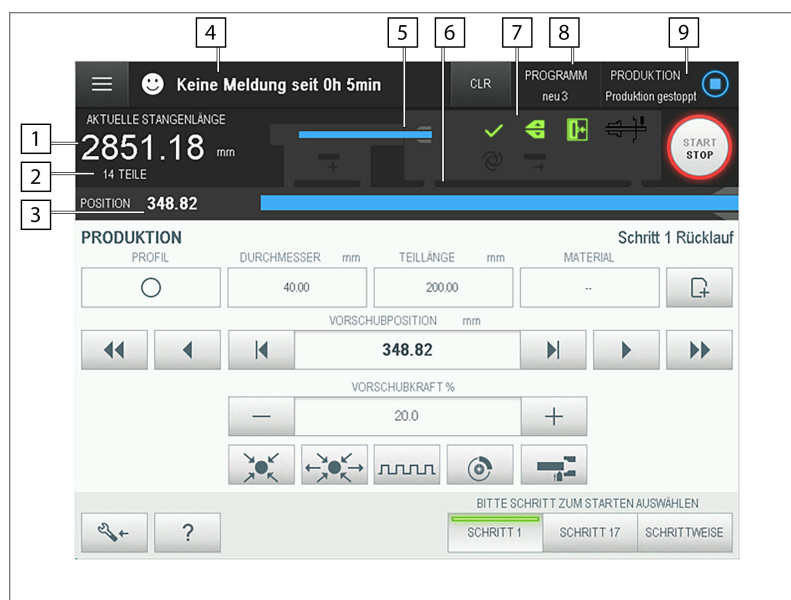 4
5
6
7
8
9
Keine Meldung seit 0h 5min
CLR
PROGRAMM
neu 3
PRODUKTION
Produktion gestoppt
1
AKTUELLE STANGENLÄNGE
2851.18 mm
START
STOP
2
14 TEILE
3
POSITION 348.82
PRODUKTION
Schritt 1 Rücklauf
PROFIL
DURCHMESSER mm
TEILLÄNGE mm
MATERIAL
40.00
200.00
--
VORSCHUBPOSITION mm
348.82
VORSCHUBKRAFT %
20.0
BITTE SCHRITT ZUM STARTEN AUSWÄHLEN
?
SCHRITT 1
SCHRITT 17
SCHRITTWEISE